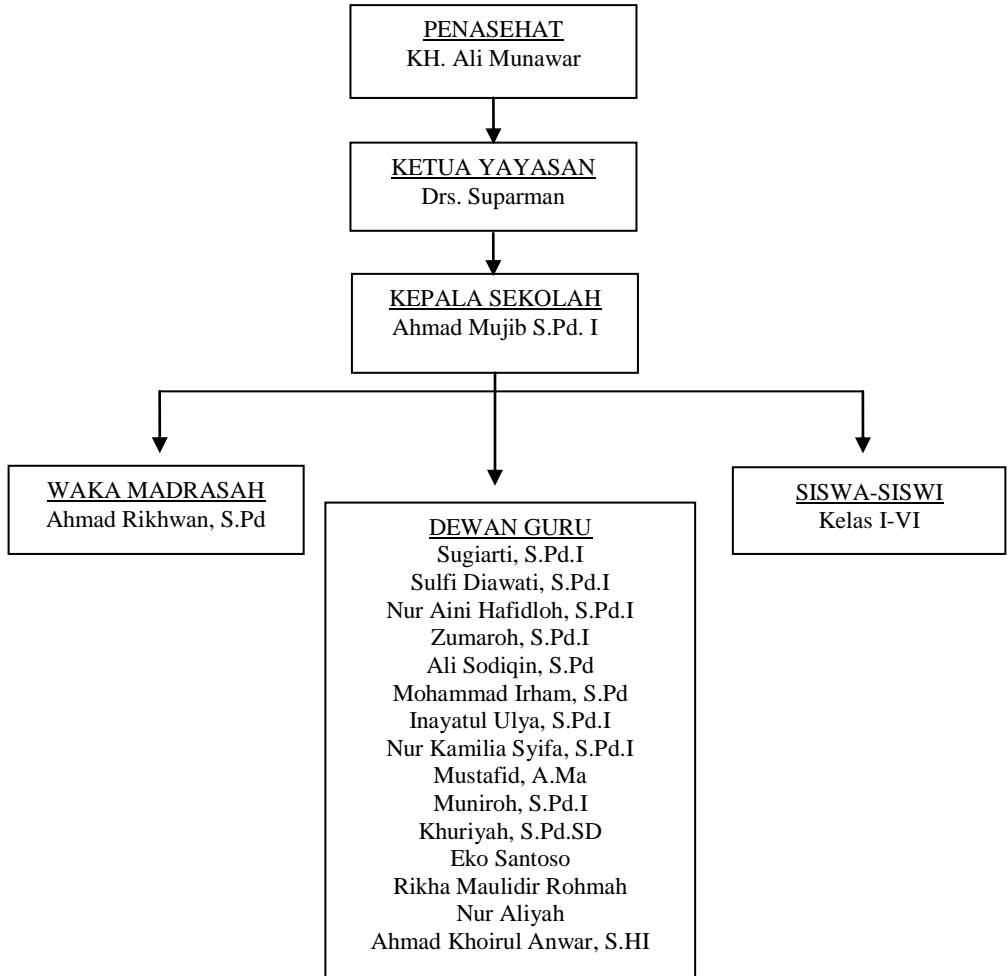 PENASEHAT
KH. Ali Munawar
KETUA YAYASAN
Drs. Suparman
KEPALA SEKOLAH
Ahmad Mujib S.Pd. I
WAKA MADRASAH
Ahmad Rikhwan, S.Pd
DEWAN GURU
Sugiarti, S.Pd.I
Sulfi Diawati, S.Pd.I
Nur Aini Hafidloh, S.Pd.I
Zumaroh, S.Pd.I
Ali Sodiqin, S.Pd
Mohammad Irham, S.Pd
Inayatul Ulya, S.Pd.I
Nur Kamilia Syifa, S.Pd.I
Mustafid, A.Ma
Muniroh, S.Pd.I
Khuriyah, S.Pd.SD
Eko Santoso
Rikha Maulidir Rohmah
Nur Aliyah
Ahmad Khoirul Anwar, S.HI
SISWA-SISWI
Kelas I-VI